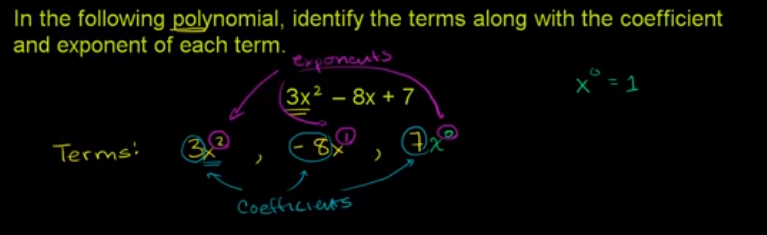 In the following polynomial, identify the terms along with the coefficient
and exponent of each term.
exponents
3x² – 8x + 7
x⁰ = 1
Terms: 3x² , -8x¹ , 7x⁰
Coefficients